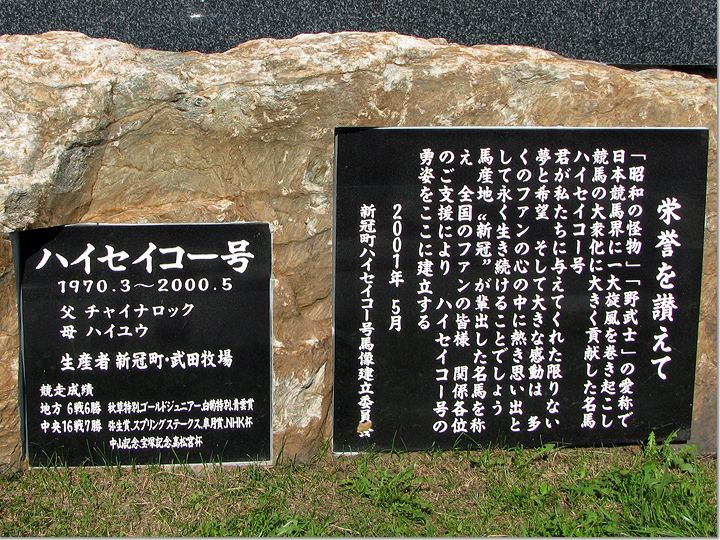 ハイセイコー号
1970.3～2000.5
父 チャイナロック
母 ハイユウ
生産者 新冠町・武田牧場
競走成績
地方 6戦6勝 秋草特別、ゴールドジュニアー、白菊特別、青雲賞
中央16戦7勝 弥生賞、スプリングステークス、皐月賞、NHK杯
中山記念、宝塚記念、高松宮杯
栄誉を讃えて
「昭和の怪物」「野武士」の愛称で
日本競馬界に一大旋風を巻き起こし
競馬の大衆化に大きく貢献した名馬
ハイセイコー号
君が私たちに与えてくれた限りない
夢と希望 そして大きな感動は 多
くのファンの心の中に熱き思い出と
して永く生き続けることでしょう
馬産地“新冠”が輩出した名馬を称
え 全国のファンの皆様 関係各位
のご支援により ハイセイコー号の
勇姿をここに建立する
2001年 5月
新冠町ハイセイコー号馬像建立委員会